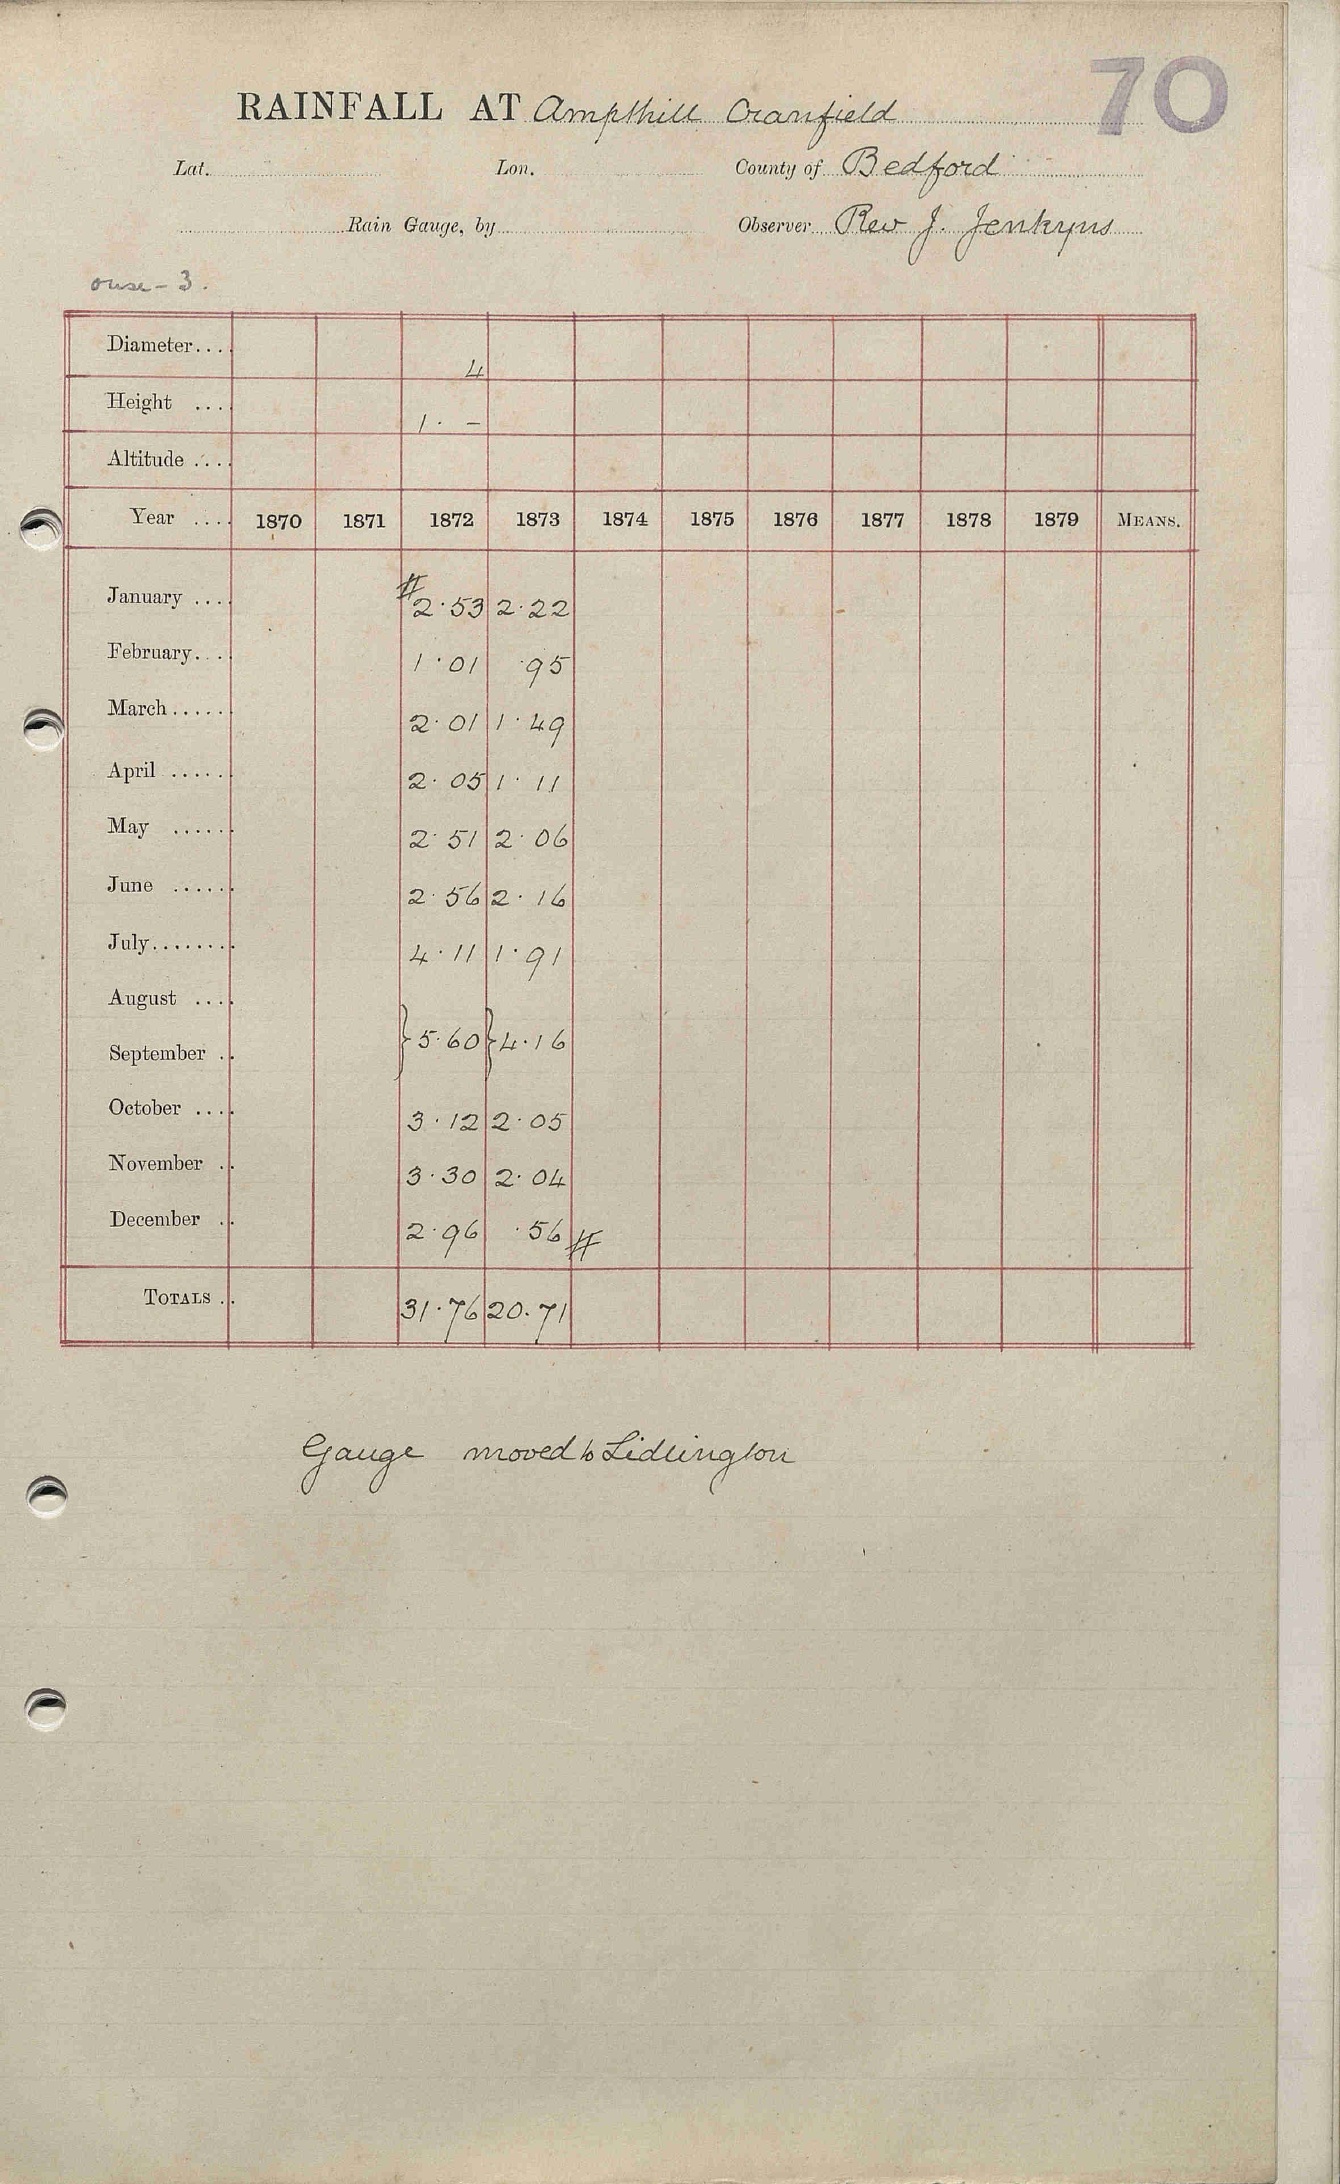 70
RAINFALL AT Ampthill Cranfield
Lat. Lon. County of Bedford
Rain Gauge, by Observer Rev J. Jenkyns
ouse - 3.
Diameter.... 4
Height .... 1. -
Altitude ....
Year .... 1870 1871 1872 1873 1874 1875 1876 1877 1878 1879 MEANS.
January .... # 2.53 2.22
February... 1.01 .95
March..... 2.01 1.49
April ..... 2.05 1.11
May ...... 2.51 2.06
June ...... 2.56 2.16
July........ 4.11 1.91
August ....
} 5.60 } 4.16
September ..
October .... 3.12 2.05
November .. 3.30 2.04
December .. 2.96 .56 #
TOTALS .. 31.76 20.71
Gauge moved to Lidlington